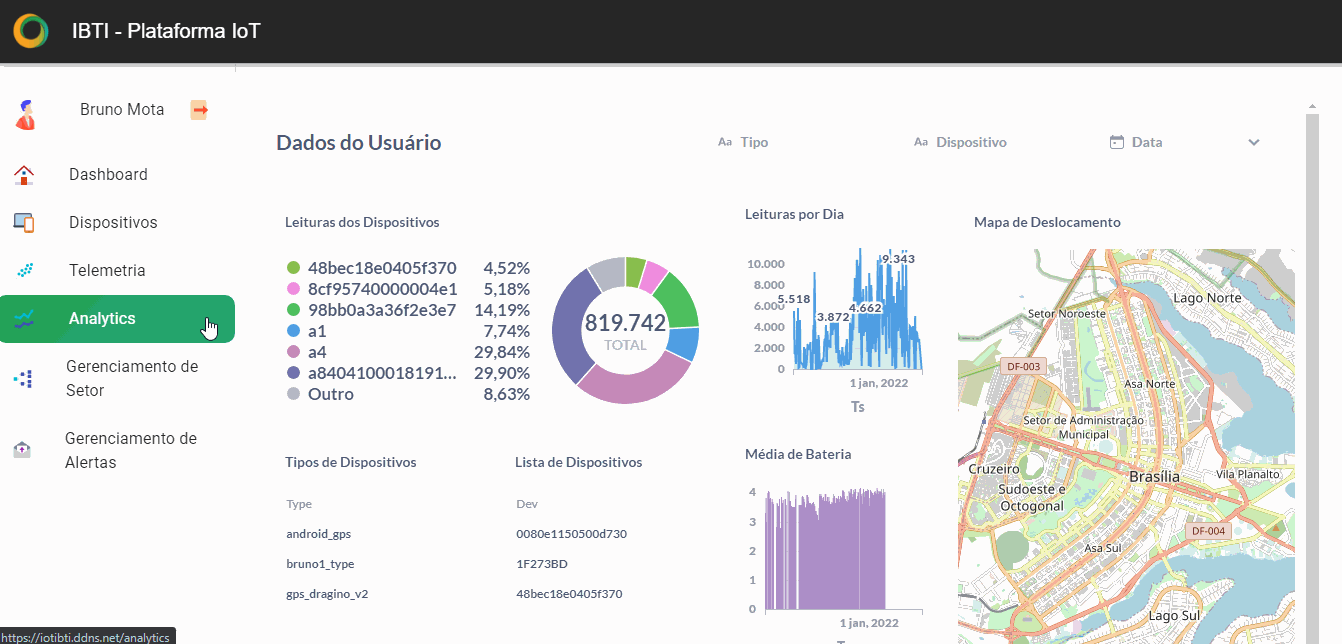 IBTI - Plataforma IoT
Bruno Mota
Dashboard
Dispositivos
Telemetria
Analytics
Gerenciamento de
Setor
Gerenciamento de
Alertas
https://iotibti.ddns.net/analytics
Dados do Usuário
Aa Tipo
Aa Dispositivo
Data
Leituras dos Dispositivos
48bec18e0405f370 4,52%
8cf95740000004e1 5,18%
98bb0a3a36f2e3e7 14,19%
a1 7,74%
a4 29,84%
a8404100018191... 29,90%
Outro 8,63%
819.742
TOTAL
Leituras por Dia
10.000
8.000
6.000
4.000
2.000
0
5.518
3.872
4.662
9.343
1 jan, 2022
Ts
Mapa de Deslocamento
Lago Norte
Setor Noroeste
DF-003
Asa Norte
Setor de Administração
Municipal
Cruzeiro
Brasília
Vila Planalto
Sudoeste e
Octogonal
DF-004
Asa Sul
Lago Sul
Tipos de Dispositivos
Type
android_gps
bruno1_type
gps_dragino_v2
Lista de Dispositivos
Dev
0080e1150500d730
1F273BD
48bec18e0405f370
Média de Bateria
4
3
2
1
0
1 jan, 2022